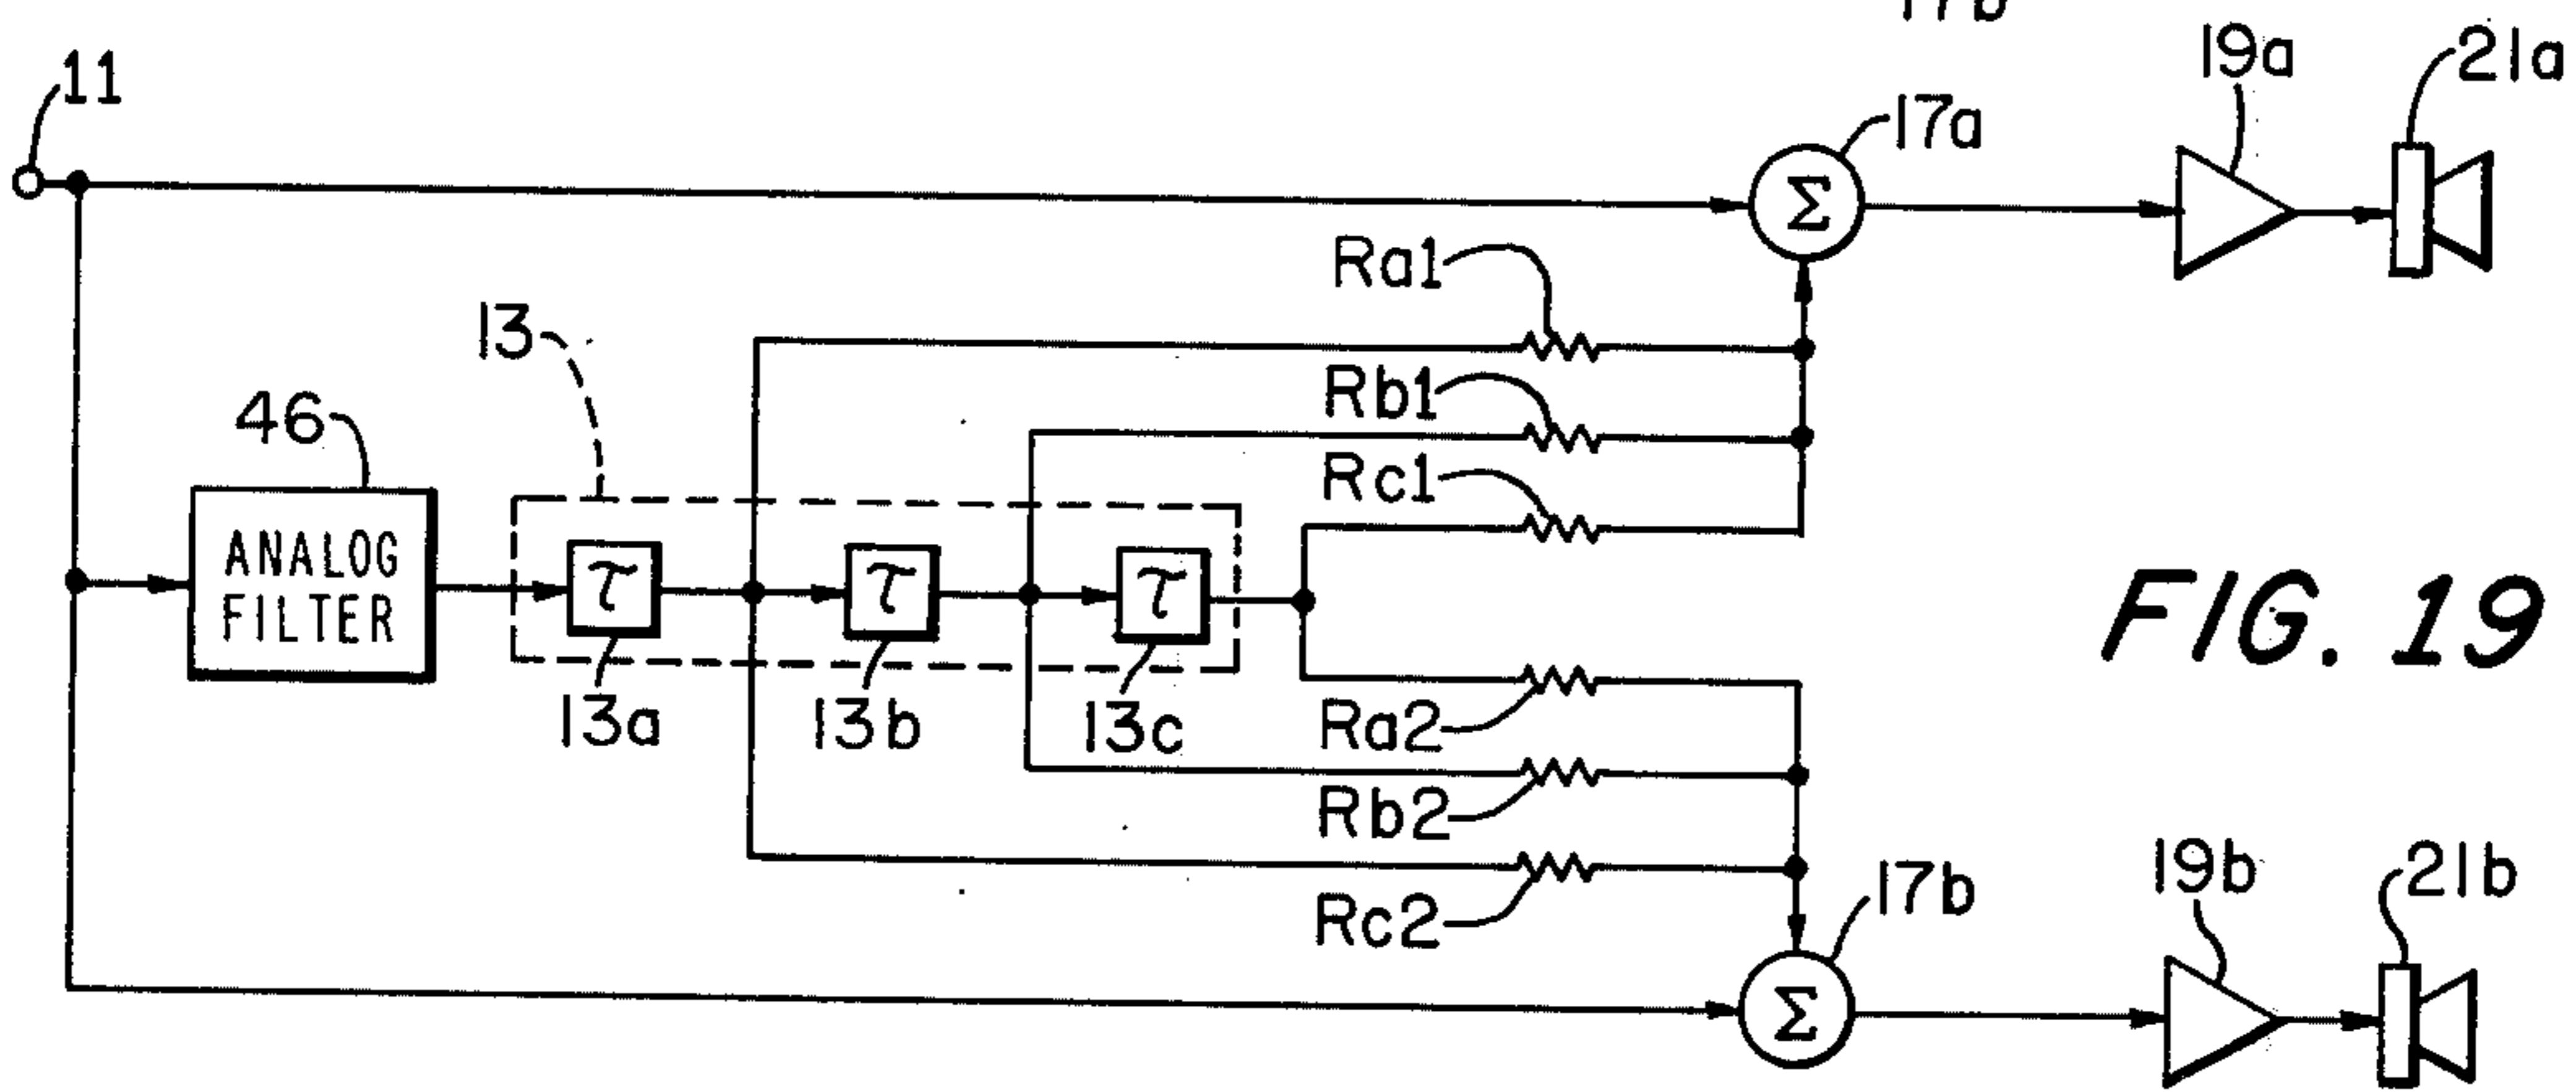 17b
19a
21a
11
17a
Ra1
13
Rb1
46
Rc1
ANALOG
FILTER
τ
τ
τ
Σ
FIG. 19
13a
13b
13c
Ra2
Rb2
19b
21b
17b
Rc2
Σ